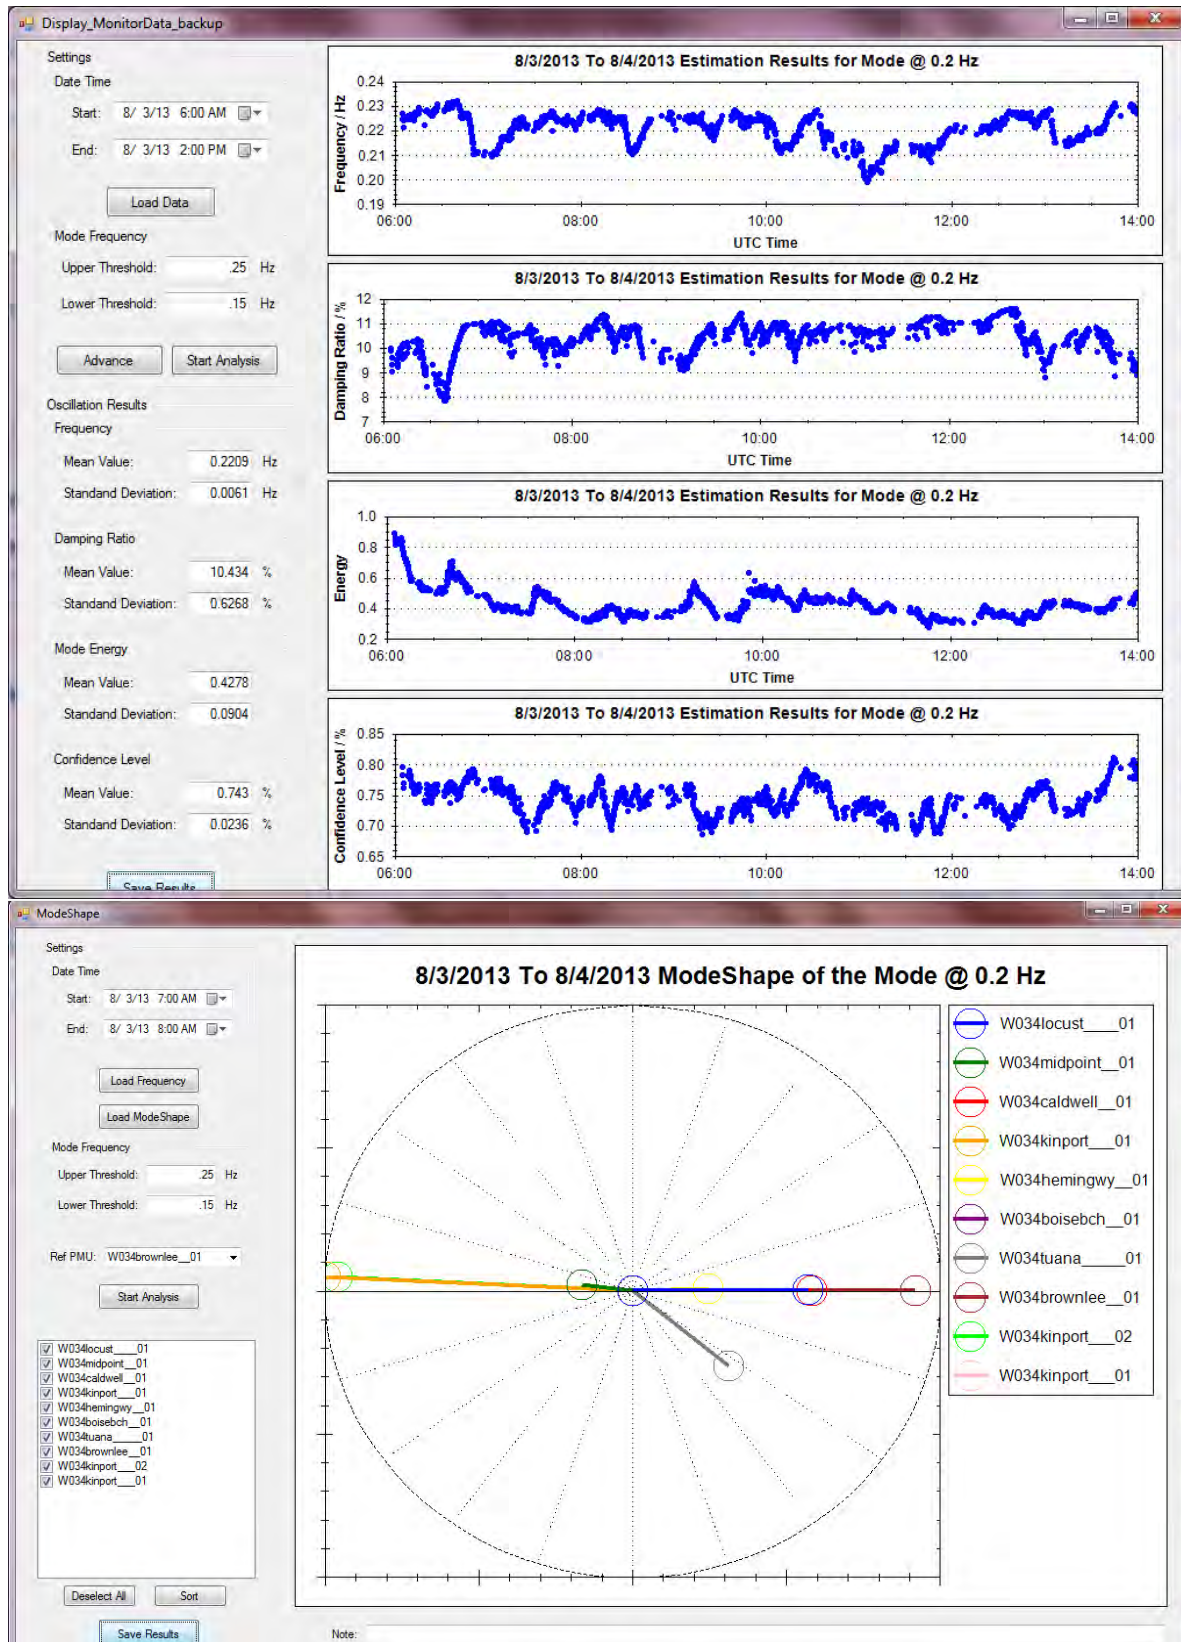 Display_MonitorData_backup
Settings
Date Time
Start: 8/ 3/13 6:00 AM
End: 8/ 3/13 2:00 PM
Load Data
Mode Frequency
Upper Threshold: .25 Hz
Lower Threshold: .15 Hz
Advance Start Analysis
Oscillation Results
Frequency
Mean Value: 0.2209 Hz
Standand Deviation: 0.0061 Hz
Damping Ratio
Mean Value: 10.434 %
Standand Deviation: 0.6268 %
Mode Energy
Mean Value: 0.4278
Standand Deviation: 0.0904
Confidence Level
Mean Value: 0.743 %
Standand Deviation: 0.0236 %
Save Results
8/3/2013 To 8/4/2013 Estimation Results for Mode @ 0.2 Hz
Frequency / Hz
0.24
0.23
0.22
0.21
0.20
0.19
06:00 08:00 10:00 12:00 14:00
UTC Time
8/3/2013 To 8/4/2013 Estimation Results for Mode @ 0.2 Hz
Damping Ratio / %
12
11
10
9
8
7
06:00 08:00 10:00 12:00 14:00
UTC Time
8/3/2013 To 8/4/2013 Estimation Results for Mode @ 0.2 Hz
Energy
1.0
0.8
0.6
0.4
0.2
06:00 08:00 10:00 12:00 14:00
UTC Time
8/3/2013 To 8/4/2013 Estimation Results for Mode @ 0.2 Hz
Confidence Level / %
0.85
0.80
0.75
0.70
0.65
06:00 08:00 10:00 12:00 14:00
UTC Time
ModeShape
Settings
Date Time
Start: 8/ 3/13 7:00 AM
End: 8/ 3/13 8:00 AM
Load Frequency
Load ModeShape
Mode Frequency
Upper Threshold: .25 Hz
Lower Threshold: .15 Hz
Ref PMU: W034brownlee__01
Start Analysis
W034locust____01
W034midpoint__01
W034caldwell__01
W034kinport___01
W034hemingwy__01
W034boisebch__01
W034tuana_____01
W034brownlee__01
W034kinport___02
W034kinport___01
Deselect All Sort
Save Results
8/3/2013 To 8/4/2013 ModeShape of the Mode @ 0.2 Hz
W034locust____01
W034midpoint__01
W034caldwell__01
W034kinport___01
W034hemingwy__01
W034boisebch__01
W034tuana_____01
W034brownlee__01
W034kinport___02
W034kinport___01
Note: